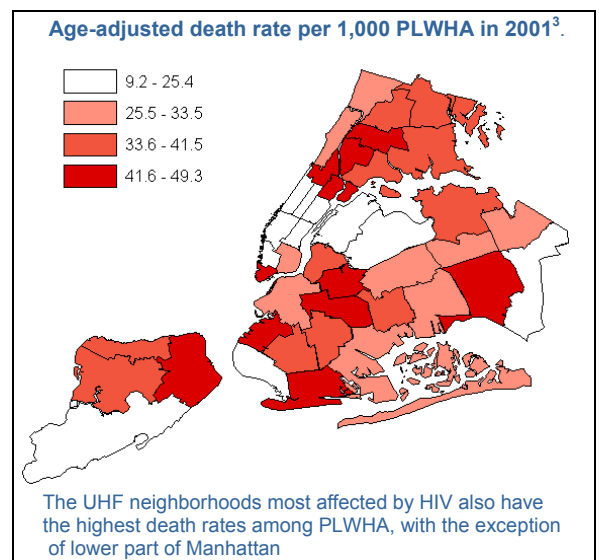 Age-adjusted death rate per 1,000 PLWHA in 2001³.
9.2 - 25.4
25.5 - 33.5
33.6 - 41.5
41.6 - 49.3
The UHF neighborhoods most affected by HIV also have
the highest death rates among PLWHA, with the exception
of lower part of Manhattan